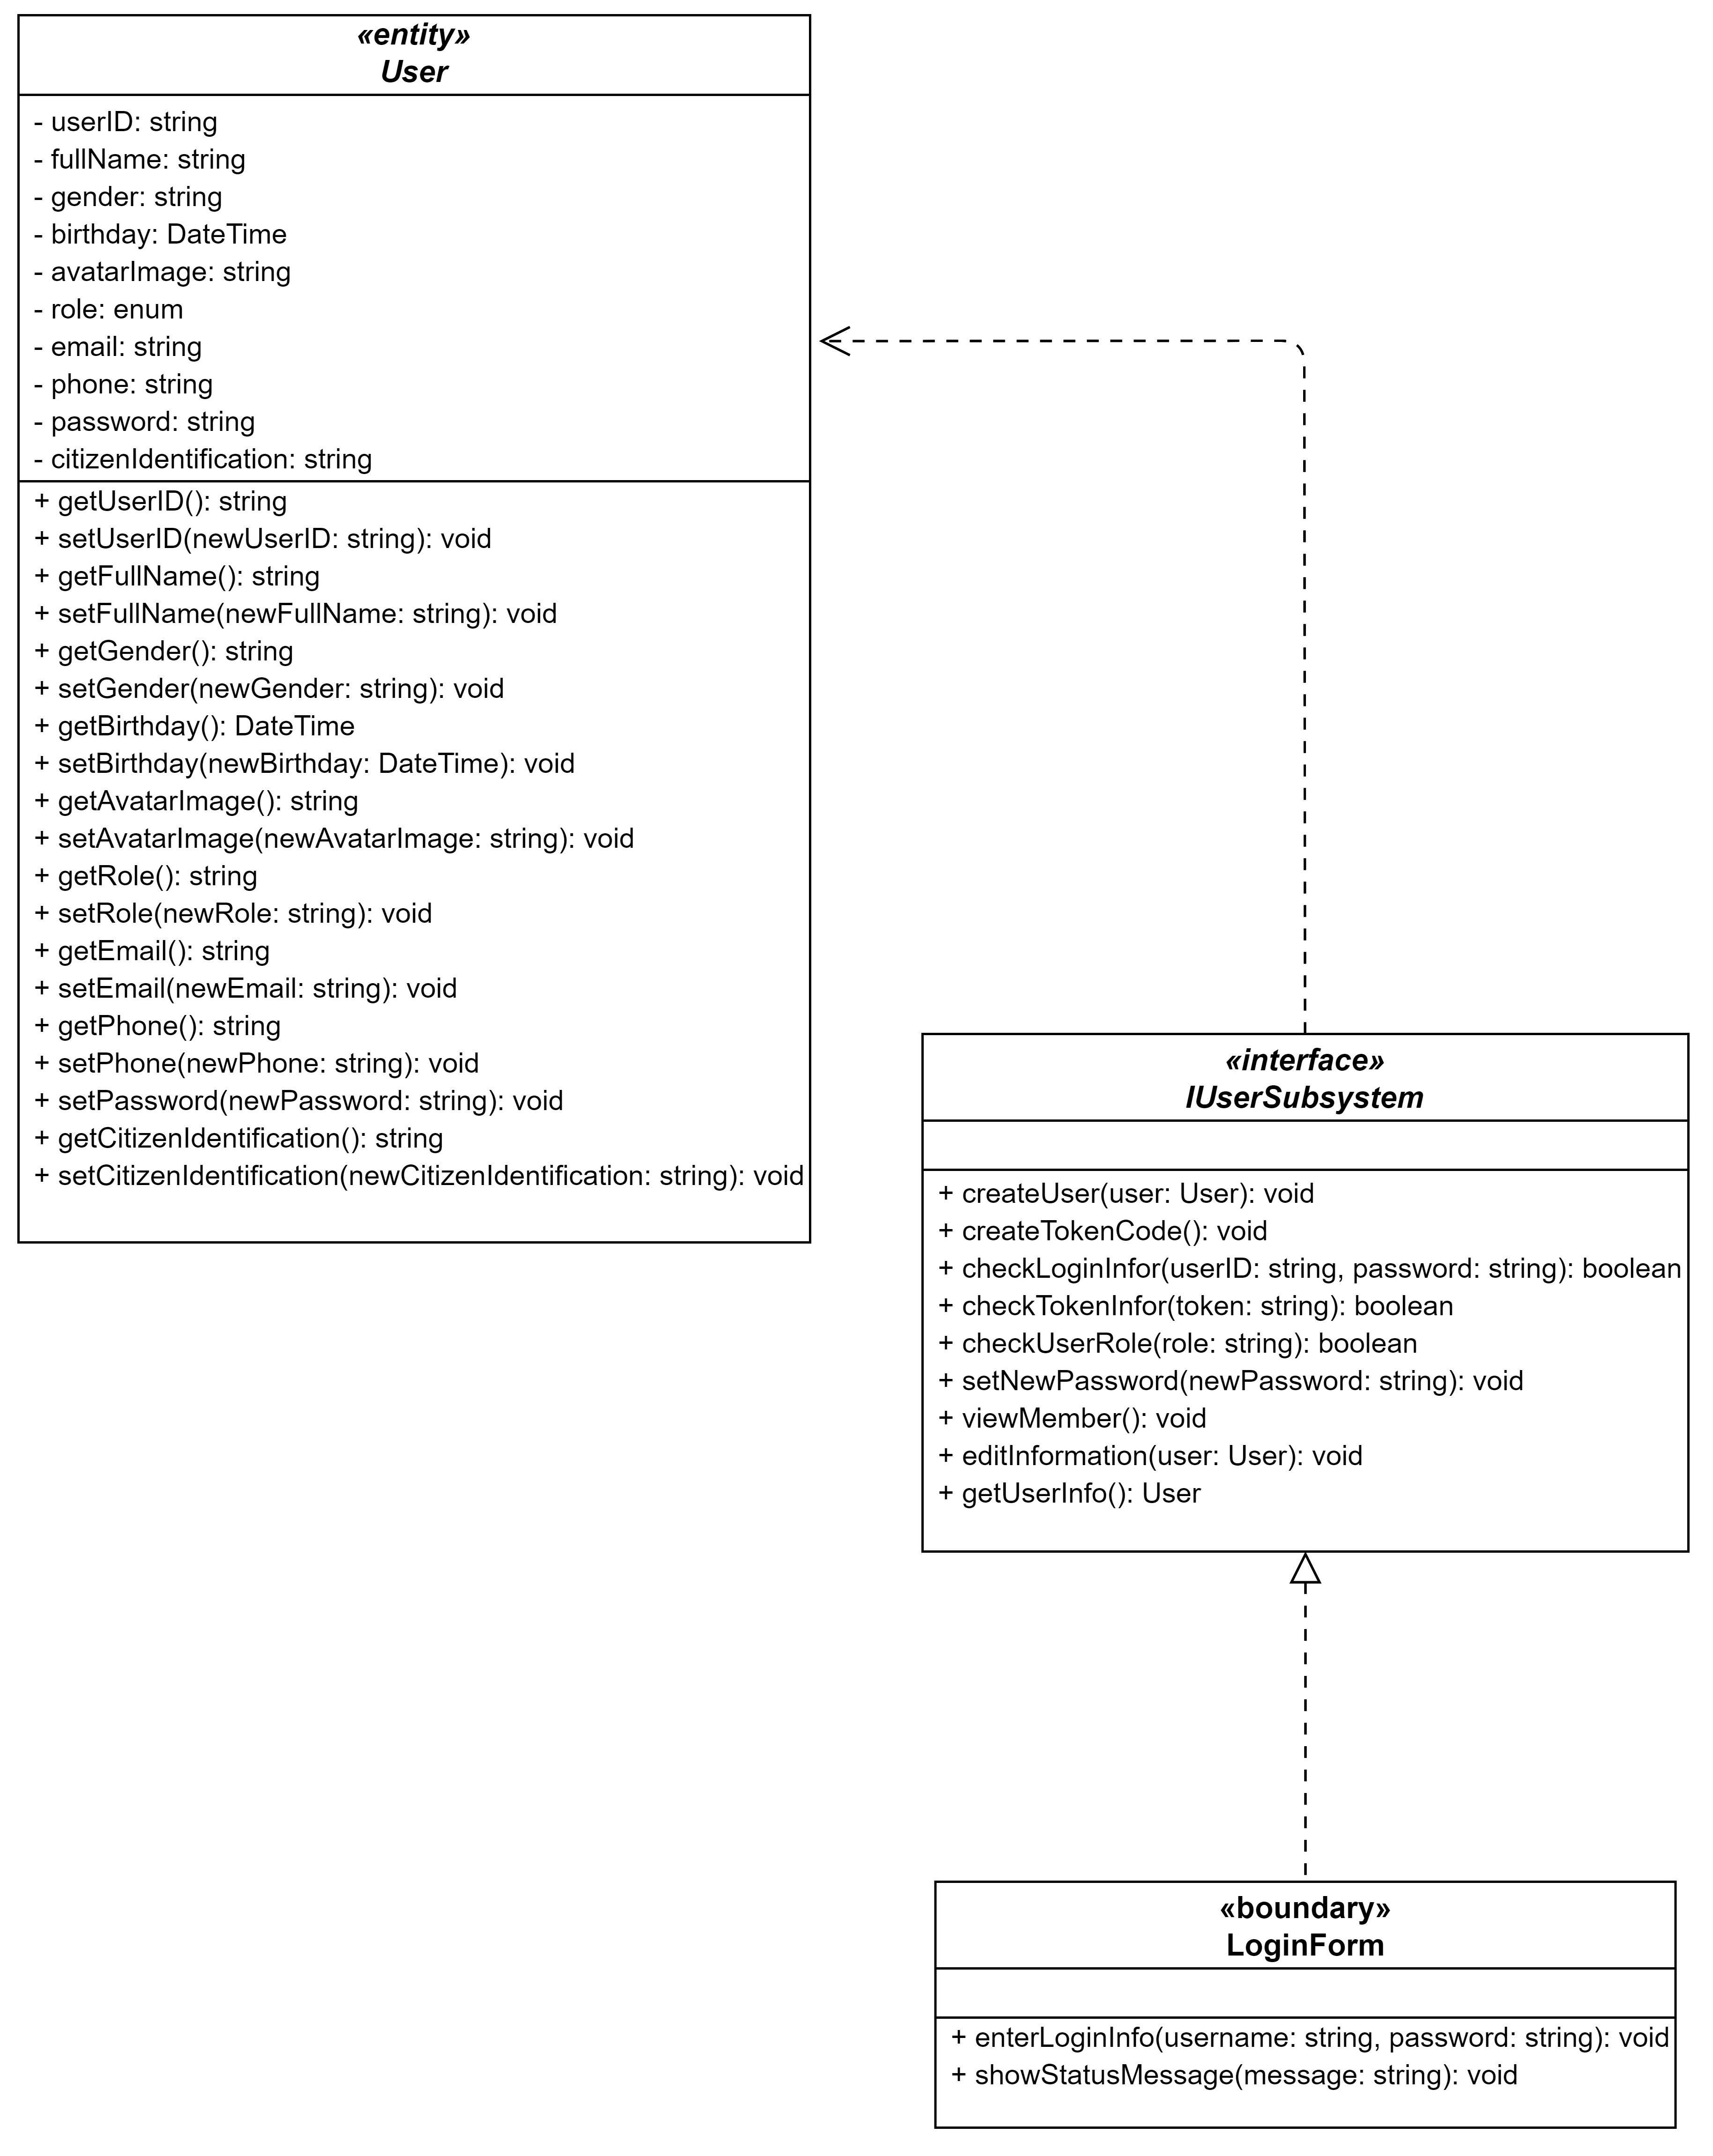 «entity»
User
- userID: string
- fullName: string
- gender: string
- birthday: DateTime
- avatarImage: string
- role: enum
- email: string
- phone: string
- password: string
- citizenIdentification: string
+ getUserID(): string
+ setUserID(newUserID: string): void
+ getFullName(): string
+ setFullName(newFullName: string): void
+ getGender(): string
+ setGender(newGender: string): void
+ getBirthday(): DateTime
+ setBirthday(newBirthday: DateTime): void
+ getAvatarImage(): string
+ setAvatarImage(newAvatarImage: string): void
+ getRole(): string
+ setRole(newRole: string): void
+ getEmail(): string
+ setEmail(newEmail: string): void
+ getPhone(): string
+ setPhone(newPhone: string): void
+ setPassword(newPassword: string): void
+ getCitizenIdentification(): string
+ setCitizenIdentification(newCitizenIdentification: string): void
«interface»
IUserSubsystem
+ createUser(user: User): void
+ createTokenCode(): void
+ checkLoginInfor(userID: string, password: string): boolean
+ checkTokenInfor(token: string): boolean
+ checkUserRole(role: string): boolean
+ setNewPassword(newPassword: string): void
+ viewMember(): void
+ editInformation(user: User): void
+ getUserInfo(): User
«boundary»
LoginForm
+ enterLoginInfo(username: string, password: string): void
+ showStatusMessage(message: string): void